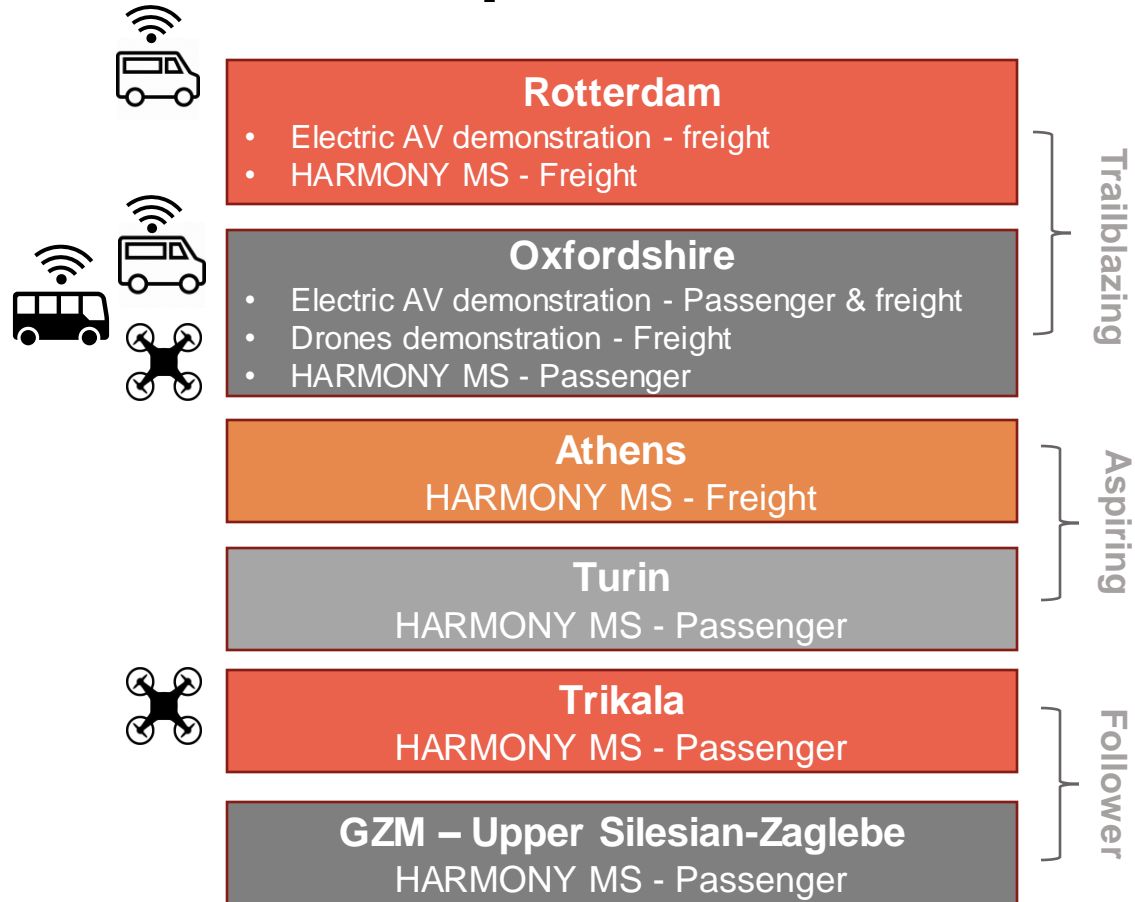 Rotterdam
• Electric AV demonstration - freight
• HARMONY MS - Freight
Oxfordshire
• Electric AV demonstration - Passenger & freight
• Drones demonstration - Freight
• HARMONY MS - Passenger
Trailblazing
Athens
HARMONY MS - Freight
Turin
HARMONY MS - Passenger
Aspiring
Trikala
HARMONY MS - Passenger
GZM – Upper Silesian-Zaglebe
HARMONY MS - Passenger
Follower